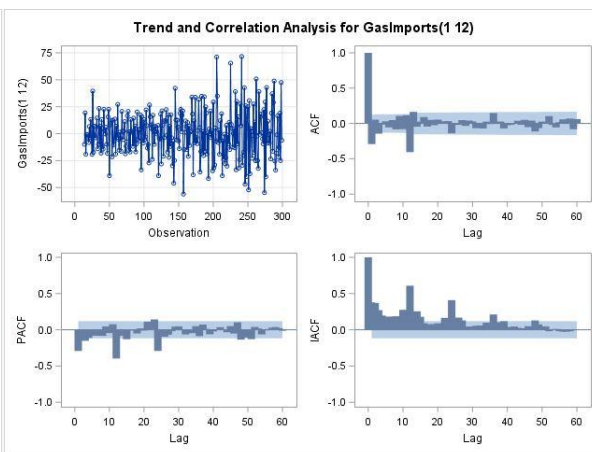 Trend and Correlation Analysis for GasImports(1 12)
75
50
25
0
-25
-50
GasImports(1 12)
0 50 100 150 200 250 300
Observation
1.0
0.5
0.0
-0.5
-1.0
ACF
0 10 20 30 40 50 60
Lag
1.0
0.5
0.0
-0.5
-1.0
PACF
0 10 20 30 40 50 60
Lag
1.0
0.5
0.0
-0.5
-1.0
IACF
0 10 20 30 40 50 60
Lag